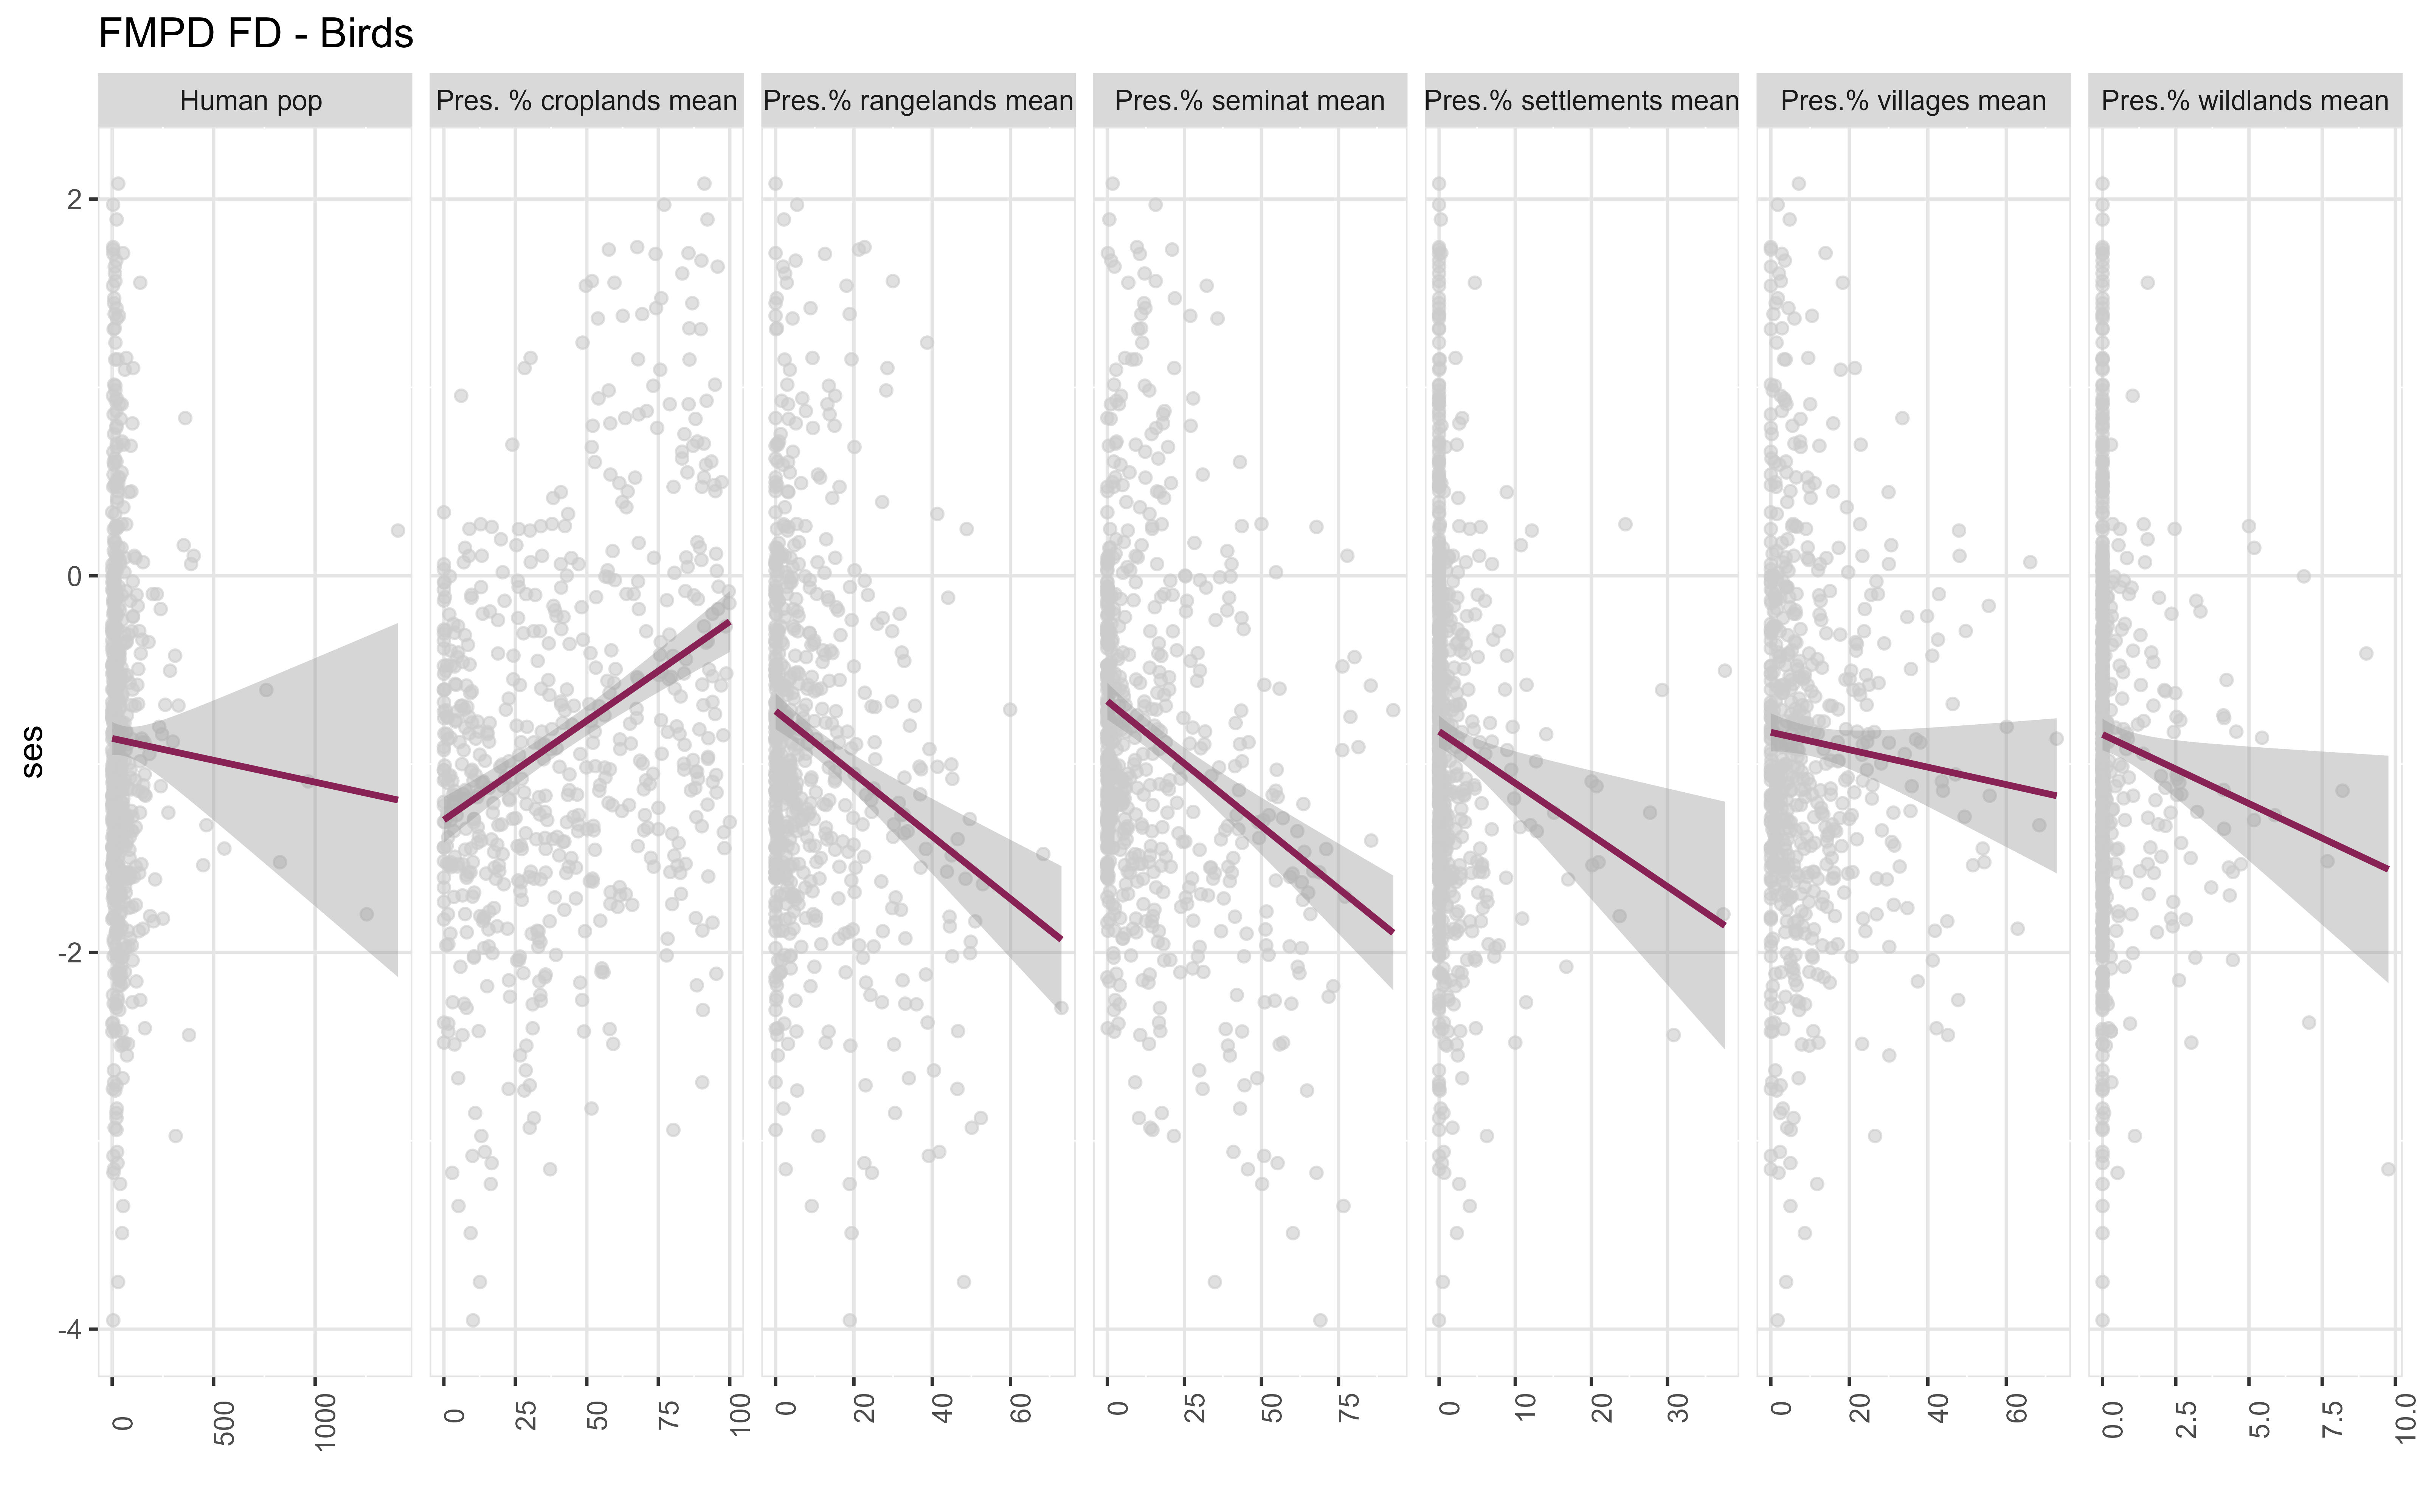 FMPD FD - Birds
Human pop
Pres. % croplands mean
Pres.% rangelands mean
Pres.% seminat mean
Pres.% settlements mean
Pres.% villages mean
Pres.% wildlands mean
2
0
-2
-4
ses
0 500 1000
0 25 50 75 100
0 20 40 60
0 25 50 75
0 10 20 30
0 20 40 60
0.0 2.5 5.0 7.5 10.0